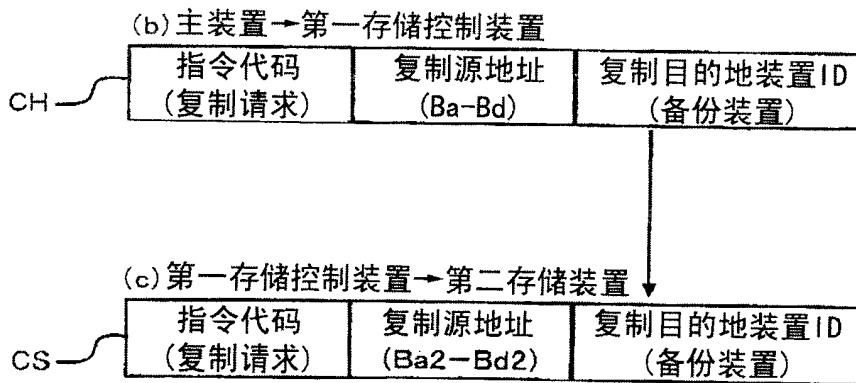 (b)主装置→第一存储控制装置
CH
指令代码
(复制请求)
复制源地址
(Ba-Bd)
复制目的地装置ID
(备份装置)
(c)第一存储控制装置→第二存储装置
CS
指令代码
(复制请求)
复制源地址
(Ba2-Bd2)
复制目的地装置ID
(备份装置)